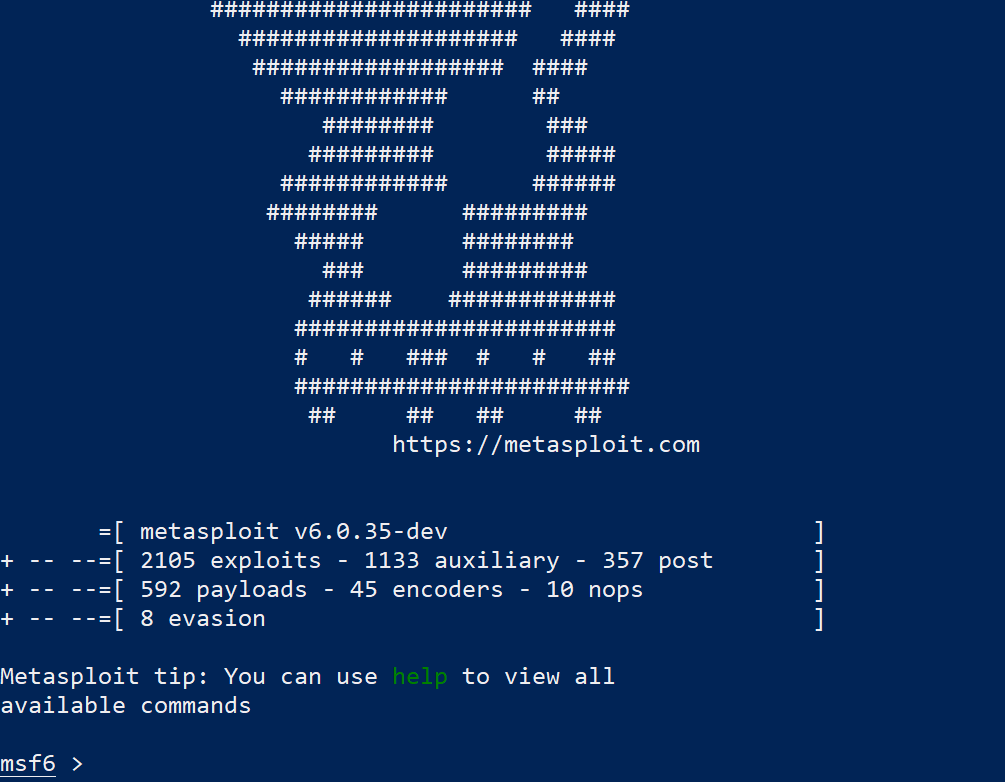 ######################## ####
#################### ####
################## ####
############ ##
######## ###
######### #####
############ ######
######## #########
##### ########
### #########
###### ############
#######################
# # ### # # ##
########################
## ## ## ##
https://metasploit.com
=[ metasploit v6.0.35-dev ]
+ -- --=[ 2105 exploits - 1133 auxiliary - 357 post ]
+ -- --=[ 592 payloads - 45 encoders - 10 nops ]
+ -- --=[ 8 evasion ]
Metasploit tip: You can use help to view all
available commands
msf6 >